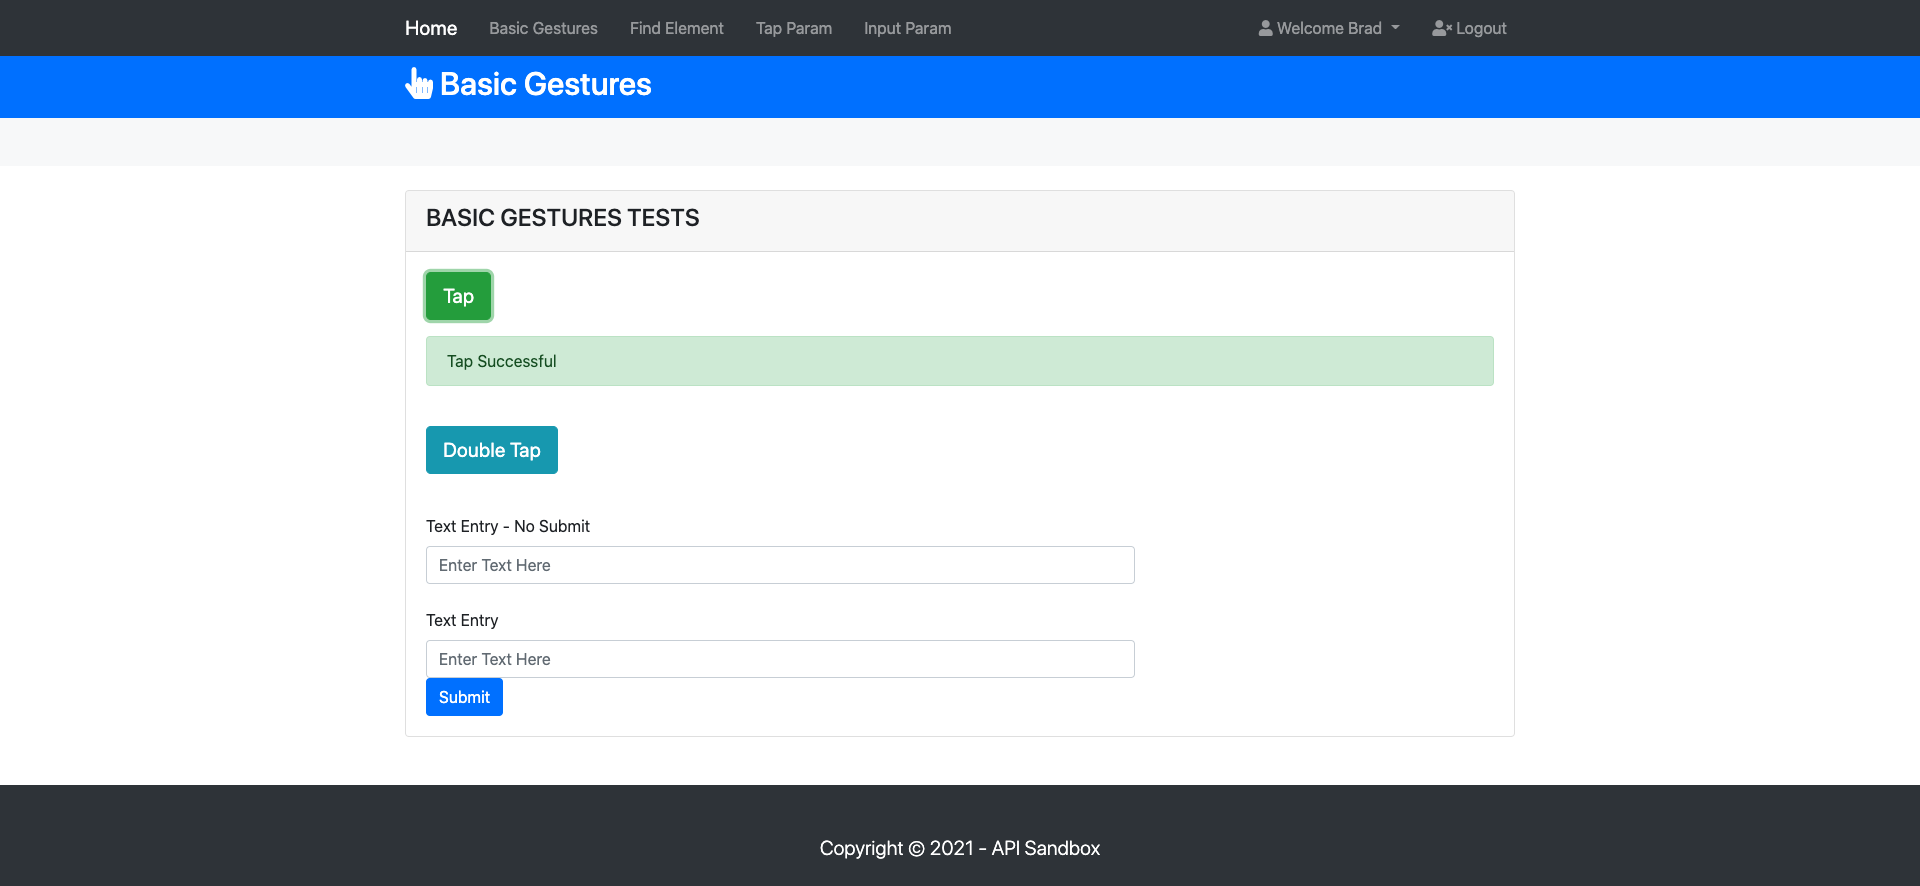 Home Basic Gestures Find Element Tap Param Input Param Welcome Brad Logout
Basic Gestures
BASIC GESTURES TESTS
Tap
Tap Successful
Double Tap
Text Entry - No Submit
Enter Text Here
Text Entry
Enter Text Here
Submit
Copyright © 2021 - API Sandbox